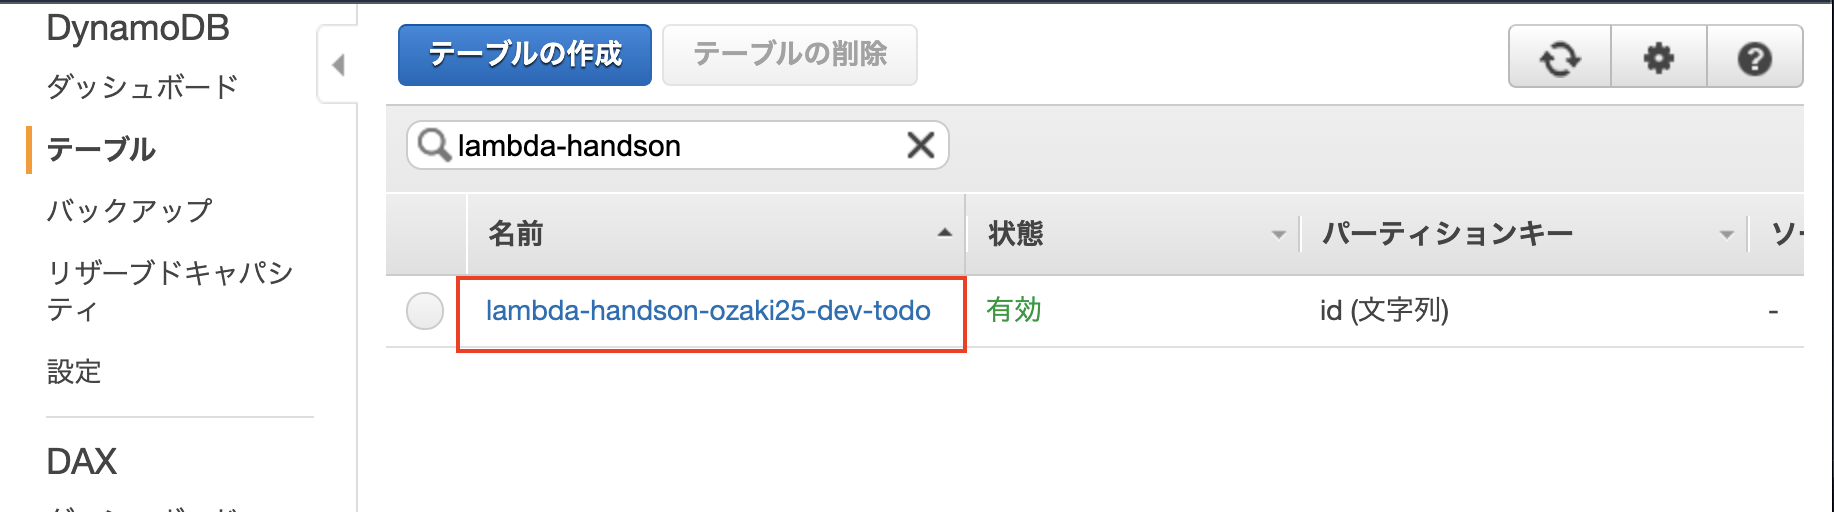 DynamoDB
ダッシュボード
テーブル
バックアップ
リザーブドキャパシ
ティ
設定
DAX
テーブルの作成
テーブルの削除
lambda-handson
名前
状態
パーティションキー
lambda-handson-ozaki25-dev-todo
有効
id (文字列)
-